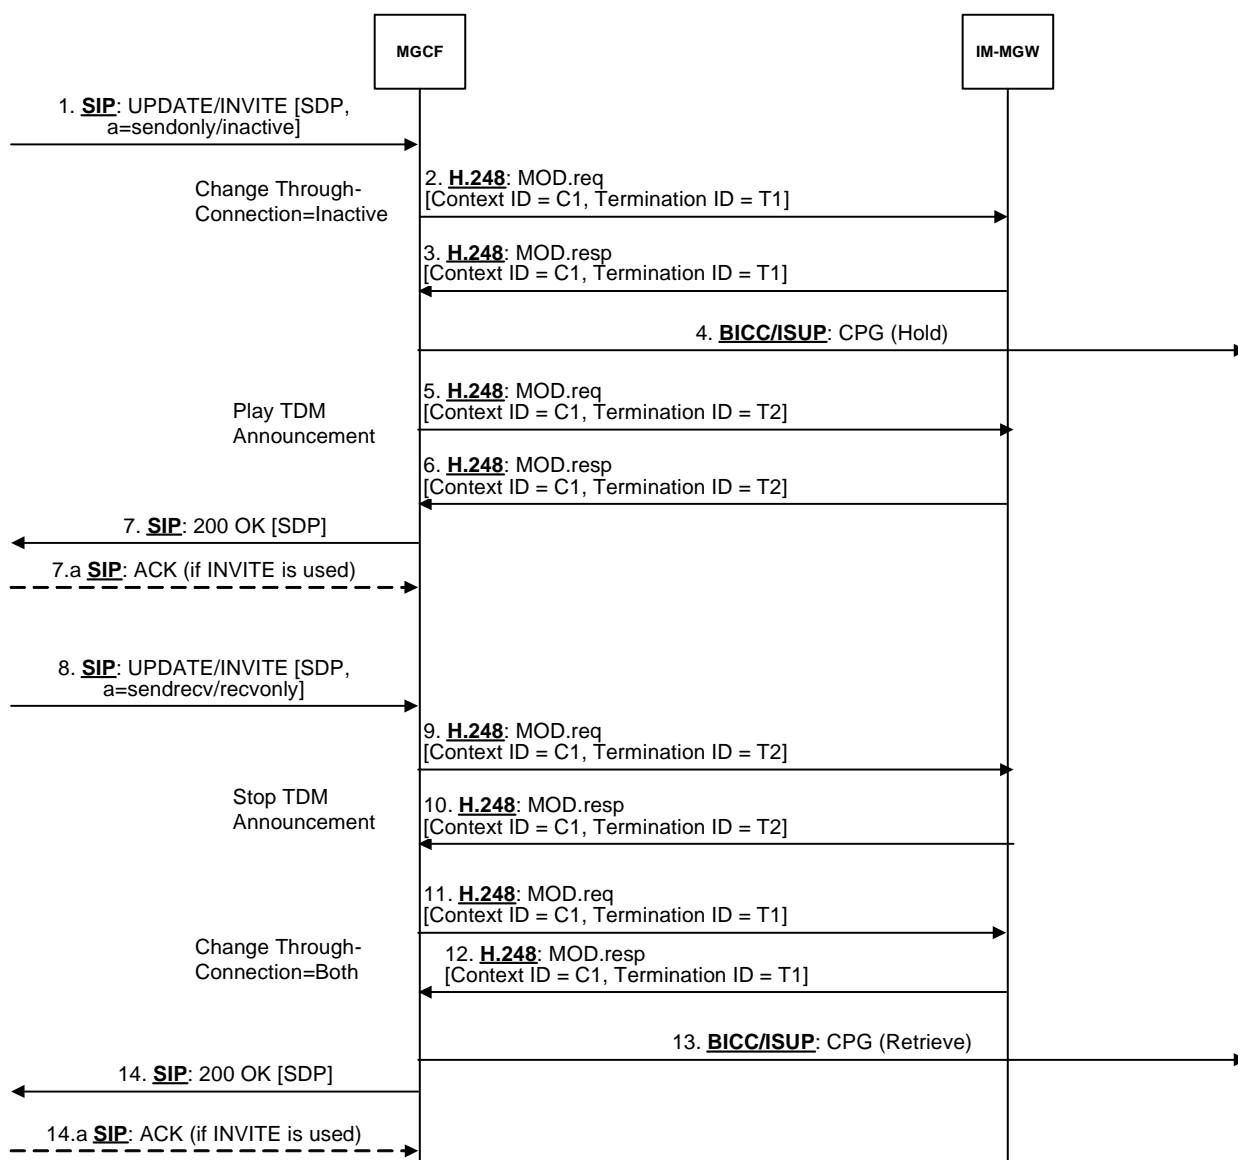 MGCF
IM-MGW
1. SIP: UPDATE/INVITE [SDP,
a=sendonly/inactive]
Change Through-
Connection=Inactive
2. H.248: MOD.req
[Context ID = C1, Termination ID = T1]
3. H.248: MOD.resp
[Context ID = C1, Termination ID = T1]
4. BICC/ISUP: CPG (Hold)
Play TDM
Announcement
5. H.248: MOD.req
[Context ID = C1, Termination ID = T2]
6. H.248: MOD.resp
[Context ID = C1, Termination ID = T2]
7. SIP: 200 OK [SDP]
7.a SIP: ACK (if INVITE is used)
8. SIP: UPDATE/INVITE [SDP,
a=sendrecv/recvonly]
9. H.248: MOD.req
[Context ID = C1, Termination ID = T2]
Stop TDM
Announcement
10. H.248: MOD.resp
[Context ID = C1, Termination ID = T2]
11. H.248: MOD.req
[Context ID = C1, Termination ID = T1]
Change Through-
Connection=Both
12. H.248: MOD.resp
[Context ID = C1, Termination ID = T1]
13. BICC/ISUP: CPG (Retrieve)
14. SIP: 200 OK [SDP]
14.a SIP: ACK (if INVITE is used)